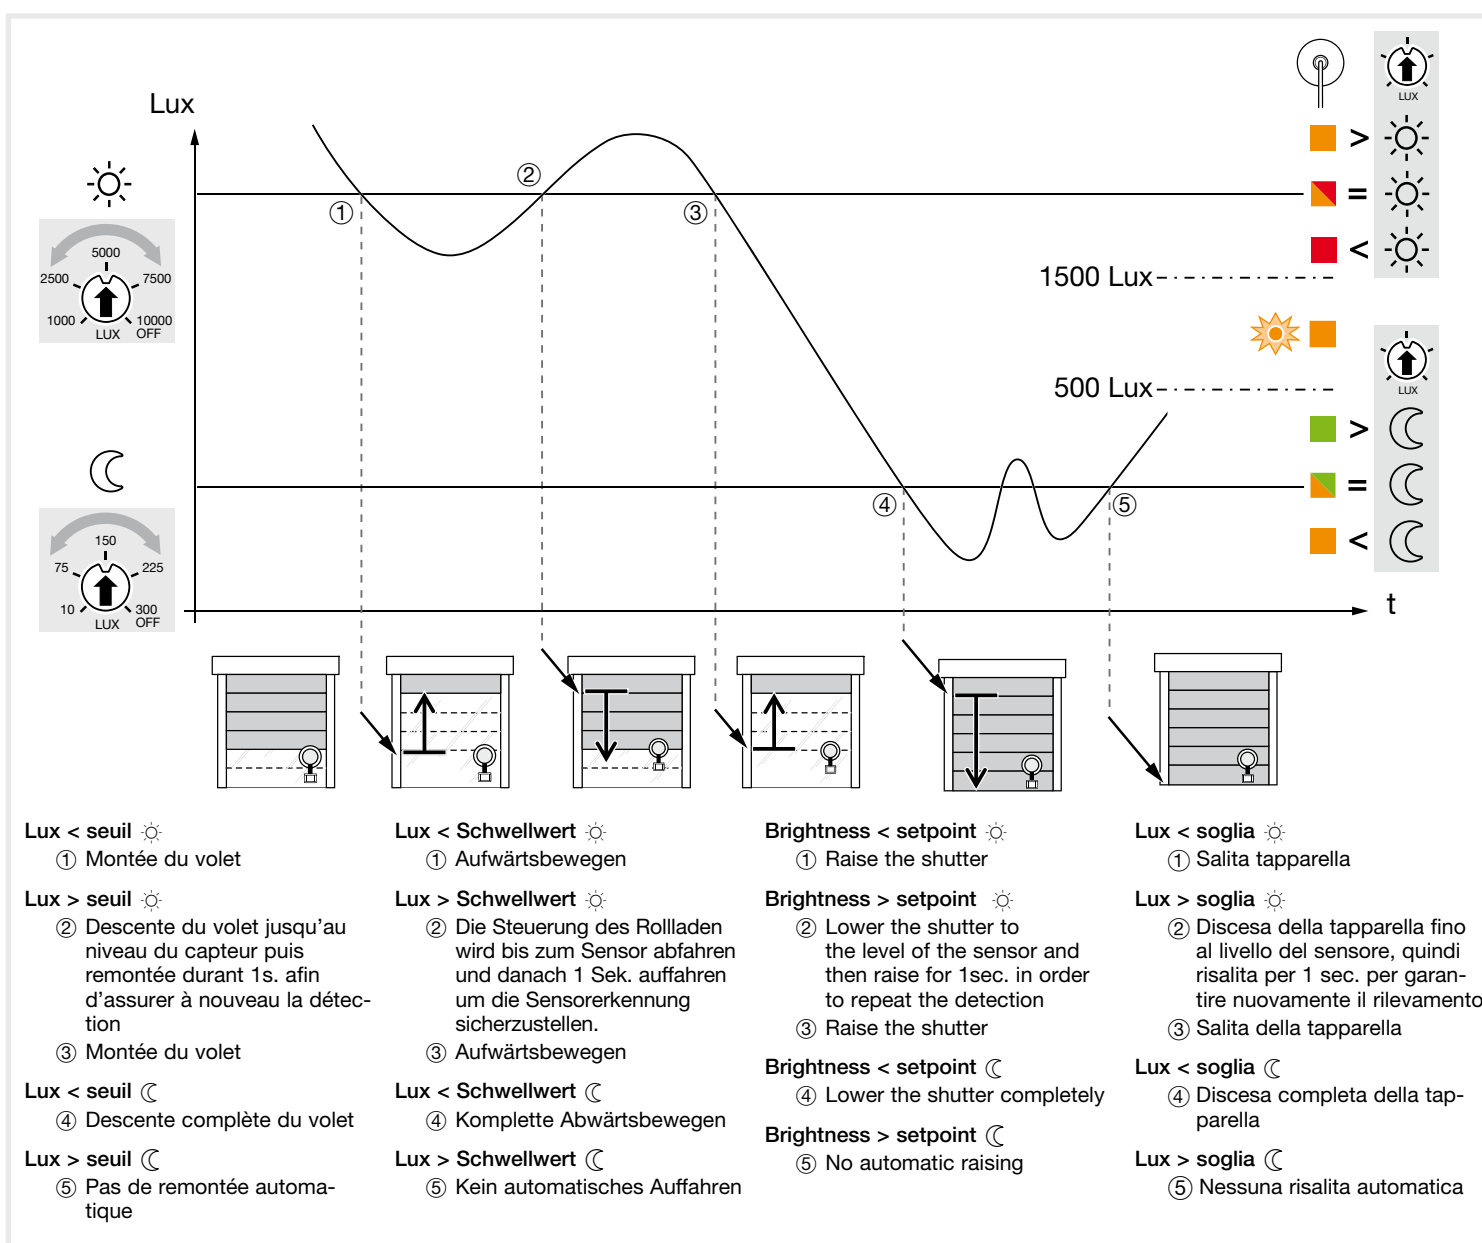 Lux
LUX
②
>
①
③
=
<
5000
2500
7500
1000
10000
LUX
OFF
1500 Lux
500 Lux
LUX
>
④
⑤
=
<
150
75
225
10
300
LUX
OFF
t
Lux < seuil
① Montée du volet
Lux > seuil
② Descente du volet jusqu'au
niveau du capteur puis
remontée durant 1s. afin
d'assurer à nouveau la détec-
tion
③ Montée du volet
Lux < seuil
④ Descente complète du volet
Lux > seuil
⑤ Pas de remontée automa-
tique
Lux < Schwellwert
① Aufwärtsbewegen
Lux > Schwellwert
② Die Steuerung des Rollladen
wird bis zum Sensor abfahren
und danach 1 Sek. auffahren
um die Sensorerkennung
sicherzustellen.
③ Aufwärtsbewegen
Lux < Schwellwert
④ Komplette Abwärtsbewegen
Lux > Schwellwert
⑤ Kein automatisches Auffahren
Brightness < setpoint
① Raise the shutter
Brightness > setpoint
② Lower the shutter to
the level of the sensor and
then raise for 1sec. in order
to repeat the detection
③ Raise the shutter
Brightness < setpoint
④ Lower the shutter completely
Brightness > setpoint
⑤ No automatic raising
Lux < soglia
① Salita tapparella
Lux > soglia
② Discesa della tapparella fino
al livello del sensore, quindi
risalita per 1 sec. per garan-
tire nuovamente il rilevamento
③ Salita della tapparella
Lux < soglia
④ Discesa completa della tap-
parella
Lux > soglia
⑤ Nessuna risalita automatica